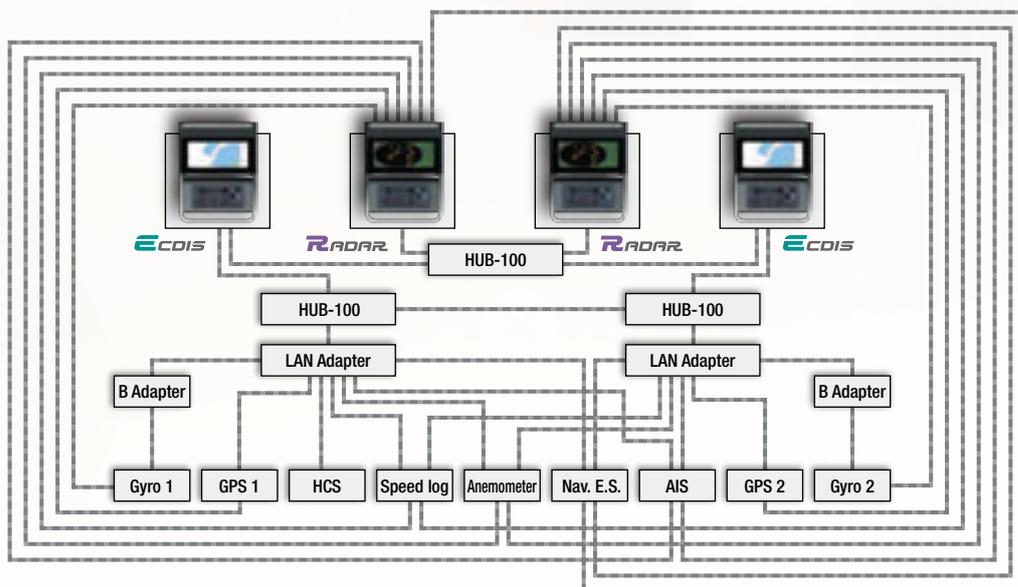 ECDIS
RADAR
RADAR
ECDIS
HUB-100
HUB-100
HUB-100
LAN Adapter
LAN Adapter
B Adapter
B Adapter
Gyro 1
GPS 1
HCS
Speed log
Anemometer
Nav. E.S.
AIS
GPS 2
Gyro 2